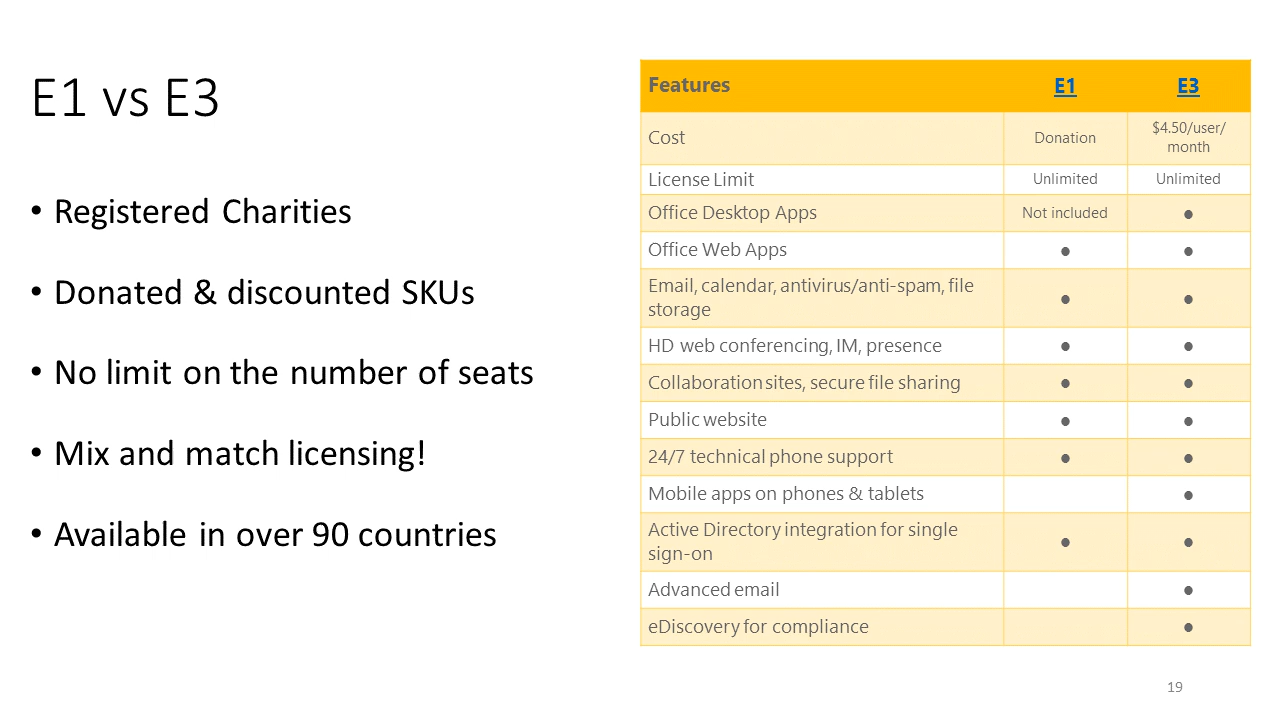 E1 vs E3
• Registered Charities
• Donated & discounted SKUs
• No limit on the number of seats
• Mix and match licensing!
• Available in over 90 countries
Features E1 E3
Cost Donation $4.50/user/
month
License Limit Unlimited Unlimited
Office Desktop Apps Not included ●
Office Web Apps ● ●
Email, calendar, antivirus/anti-spam, file
storage ● ●
HD web conferencing, IM, presence ● ●
Collaboration sites, secure file sharing ● ●
Public website ● ●
24/7 technical phone support ● ●
Mobile apps on phones & tablets ●
Active Directory integration for single
sign-on ● ●
Advanced email ●
eDiscovery for compliance ●
19